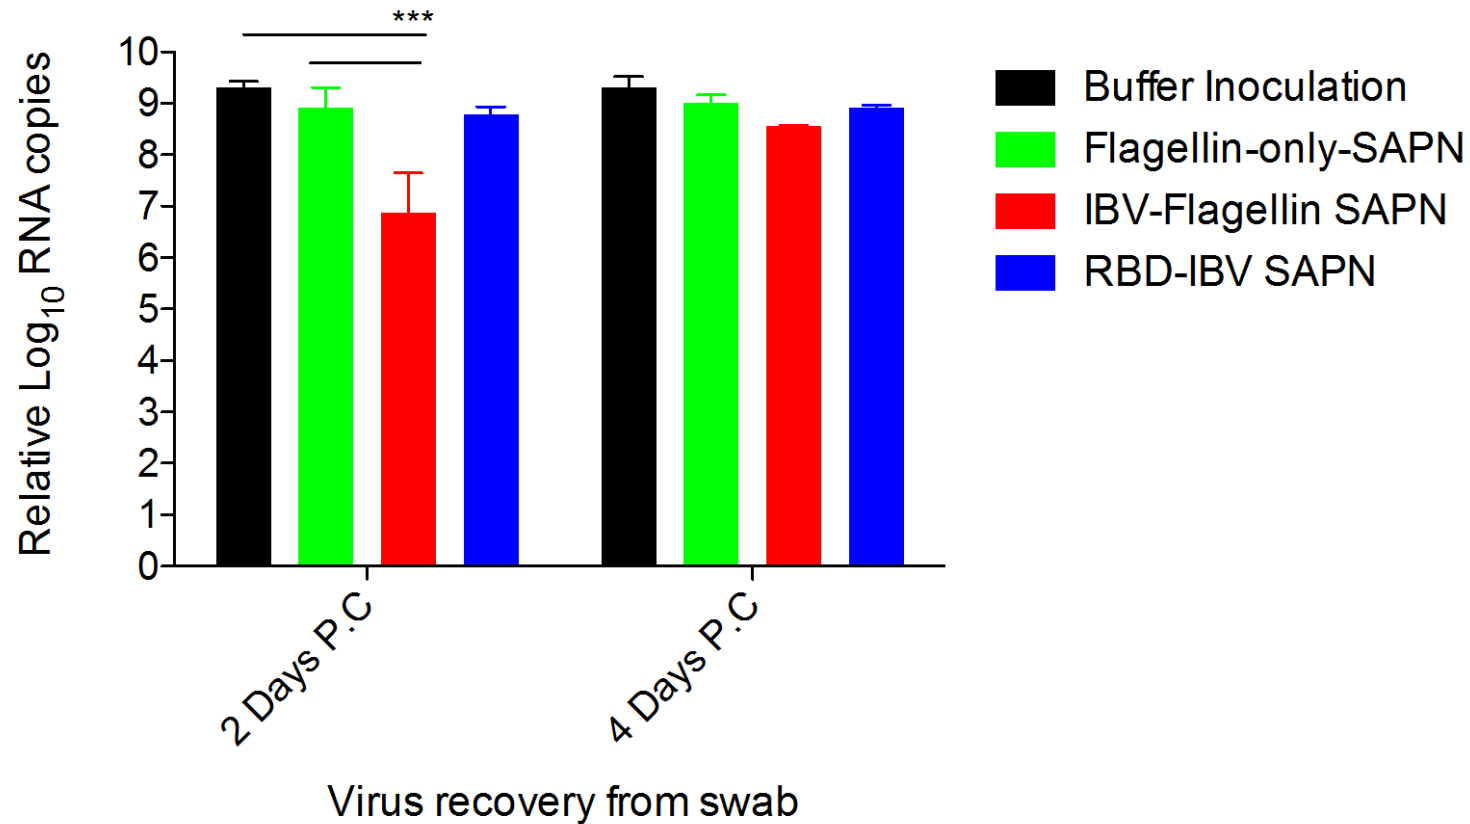 ***
Relative Log10 RNA copies
10
9
8
7
6
5
4
3
2
1
0
2 Days P.C
4 Days P.C
Virus recovery from swab
Buffer Inoculation
Flagellin-only-SAPN
IBV-Flagellin SAPN
RBD-IBV SAPN